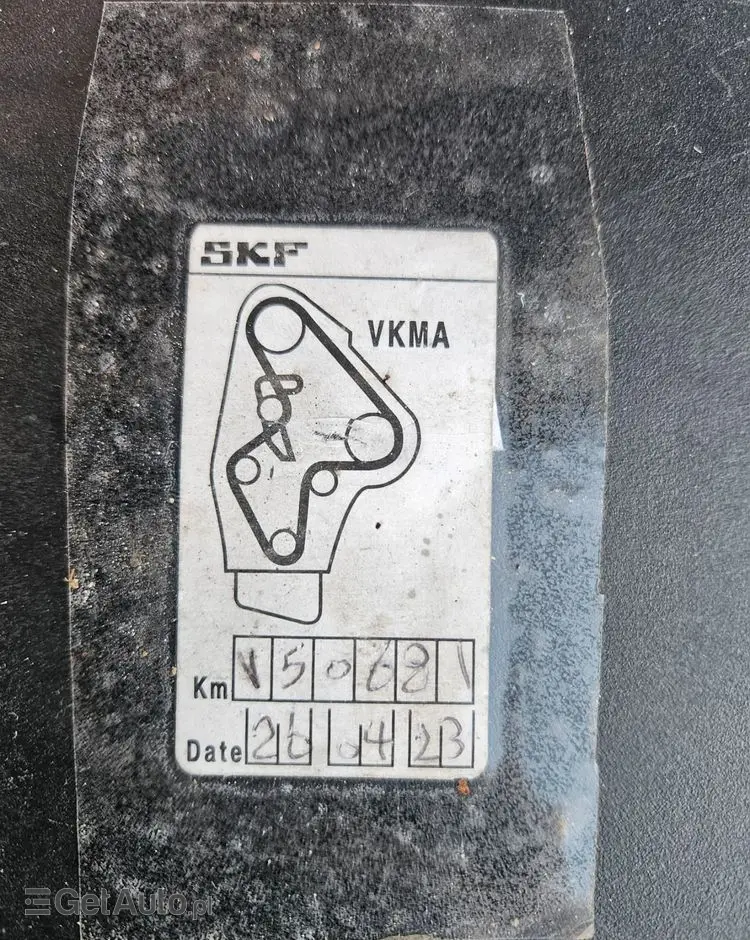 SKF
VKMA
Km 150681
Date 26 04 23
GetAuto.pl